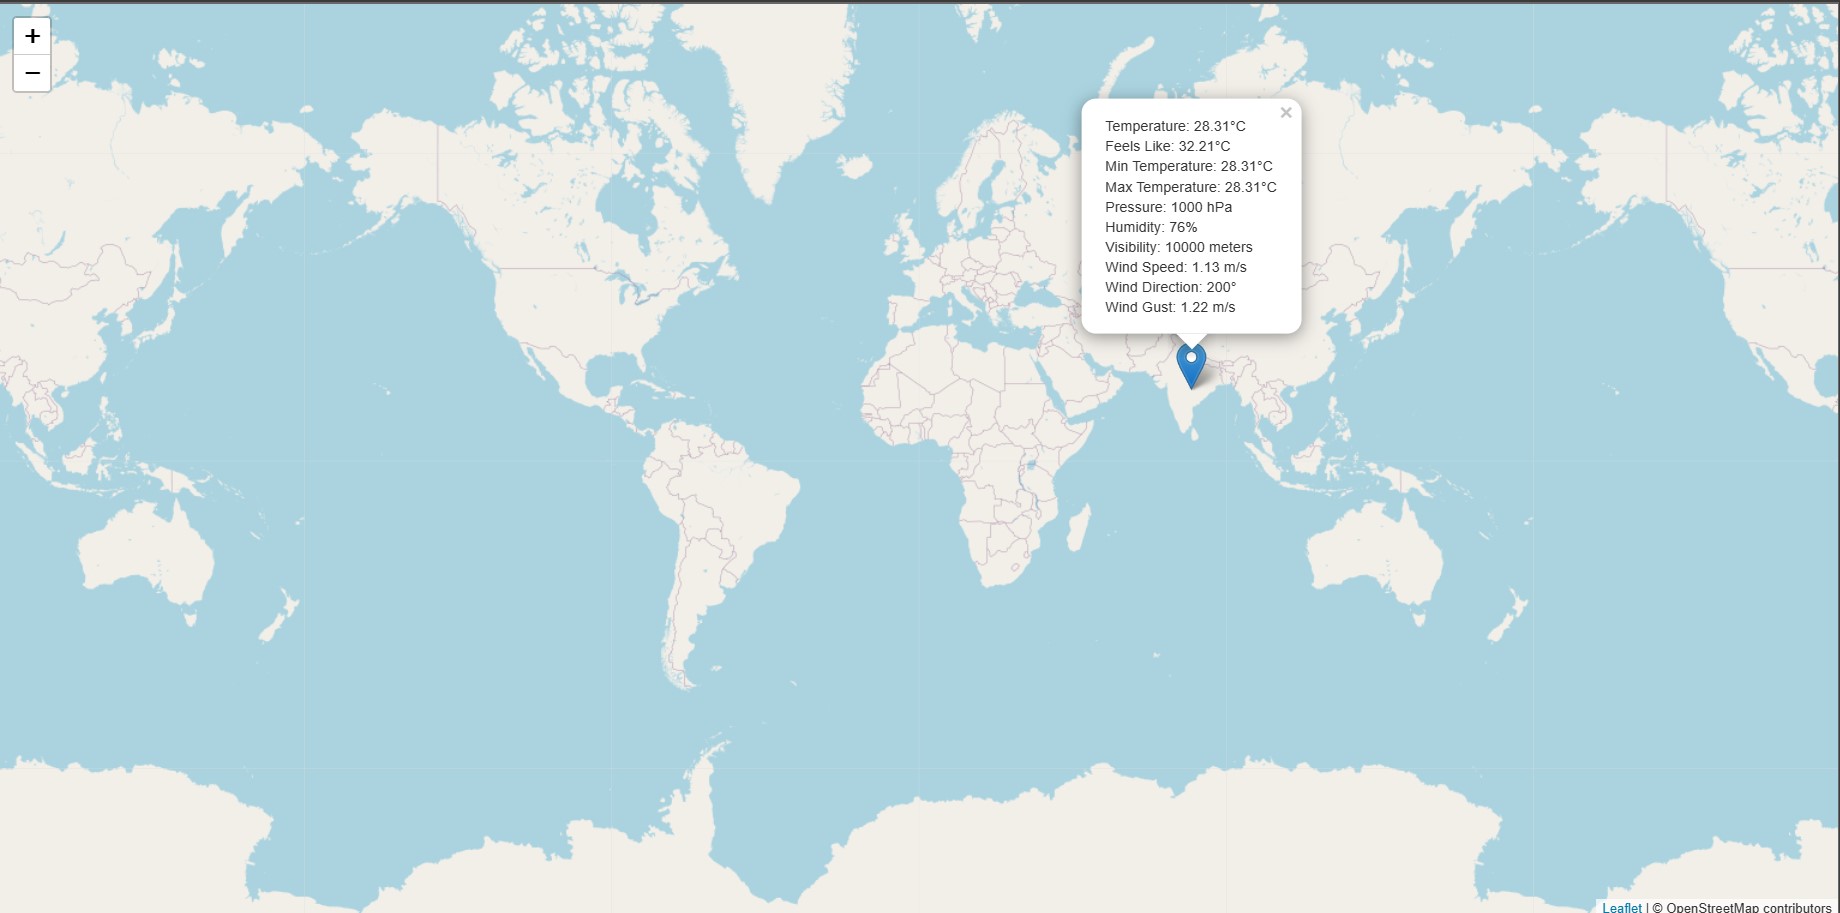 +
−
×
Temperature: 28.31°C
Feels Like: 32.21°C
Min Temperature: 28.31°C
Max Temperature: 28.31°C
Pressure: 1000 hPa
Humidity: 76%
Visibility: 10000 meters
Wind Speed: 1.13 m/s
Wind Direction: 200°
Wind Gust: 1.22 m/s
Leaflet | © OpenStreetMap contributors